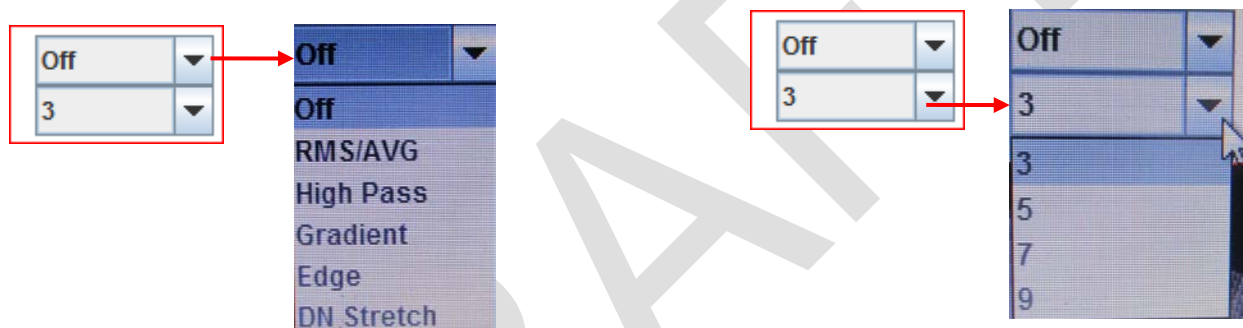 Off
3
Off
Off
RMS/AVG
High Pass
Gradient
Edge
DN Stretch
Off
3
Off
3
3
5
7
9